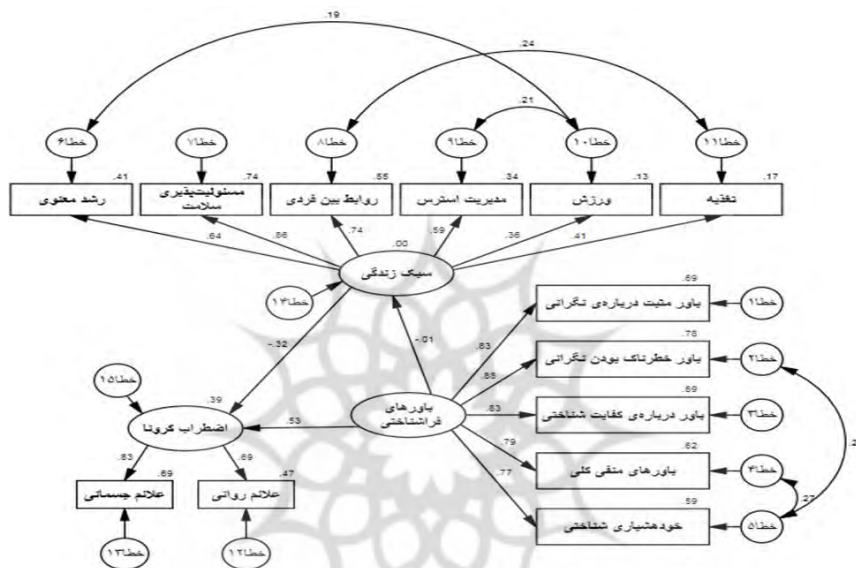 .19
.24
.21
خطا۶
خطا۷
خطا۸
خطا۹
خطا۱۰
خطا۱۱
.41
.74
.55
.34
.13
.17
رشد معنوی
مسئولیت‌پذیری
سلامت
روابط بین فردی
مدیریت استرس
ورزش
تغذیه
.64
.86
.74
.59
.36
.41
.00
سبک زندگی
خطا۱۴
-.32
-.01
.69
باور مثبت درباره‌ی نگرانی
خطا۱
.83
.78
باور خطرناک بودن نگرانی
خطا۲
.88
.69
باور درباره‌ی کفایت شناختی
خطا۳
.83
باورهای
فراشناختی
.62
باورهای منفی کلی
خطا۴
.79
.27
.59
خودهشیاری شناختی
خطا۵
.77
خطا۱۵
.39
اضطراب کرونا
.53
.83
.69
.69
.47
علائم جسمانی
علائم روانی
خطا۱۳
خطا۱۲